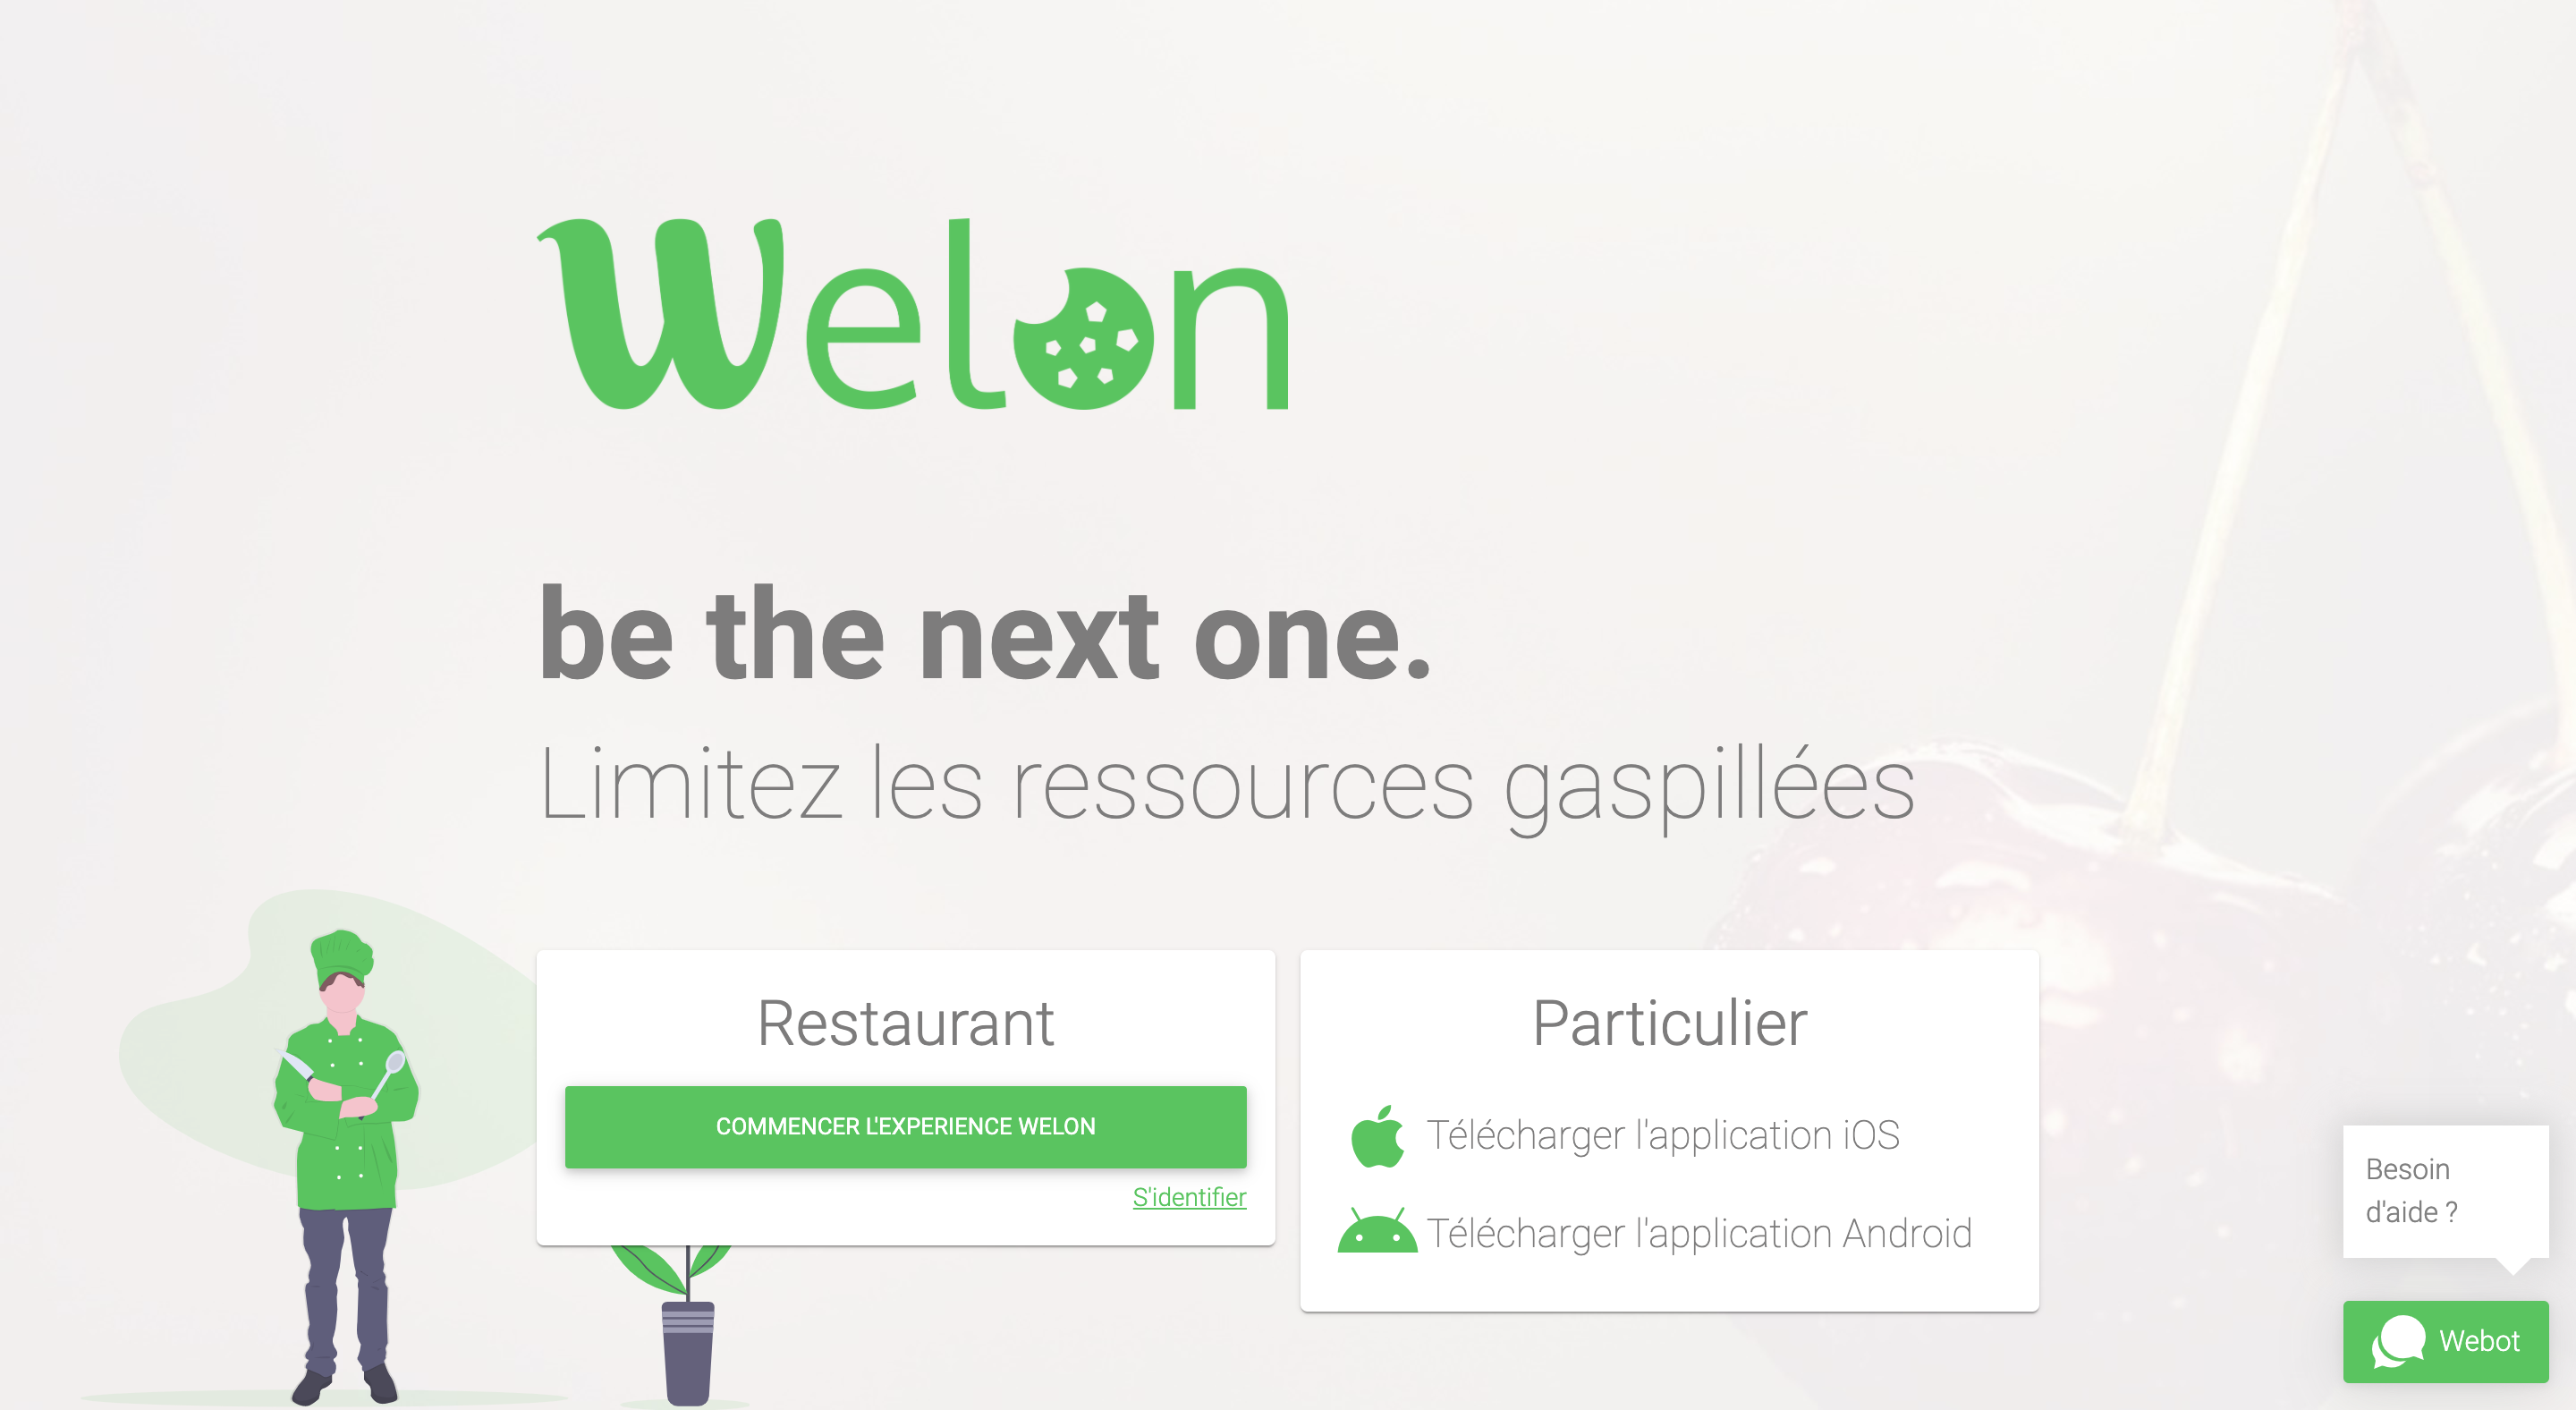 Welon
be the next one.
Limitez les ressources gaspillées
Restaurant
COMMENCER L'EXPERIENCE WELON
S'identifier
Particulier
Télécharger l'application iOS
Télécharger l'application Android
Besoin
d'aide ?
Webot